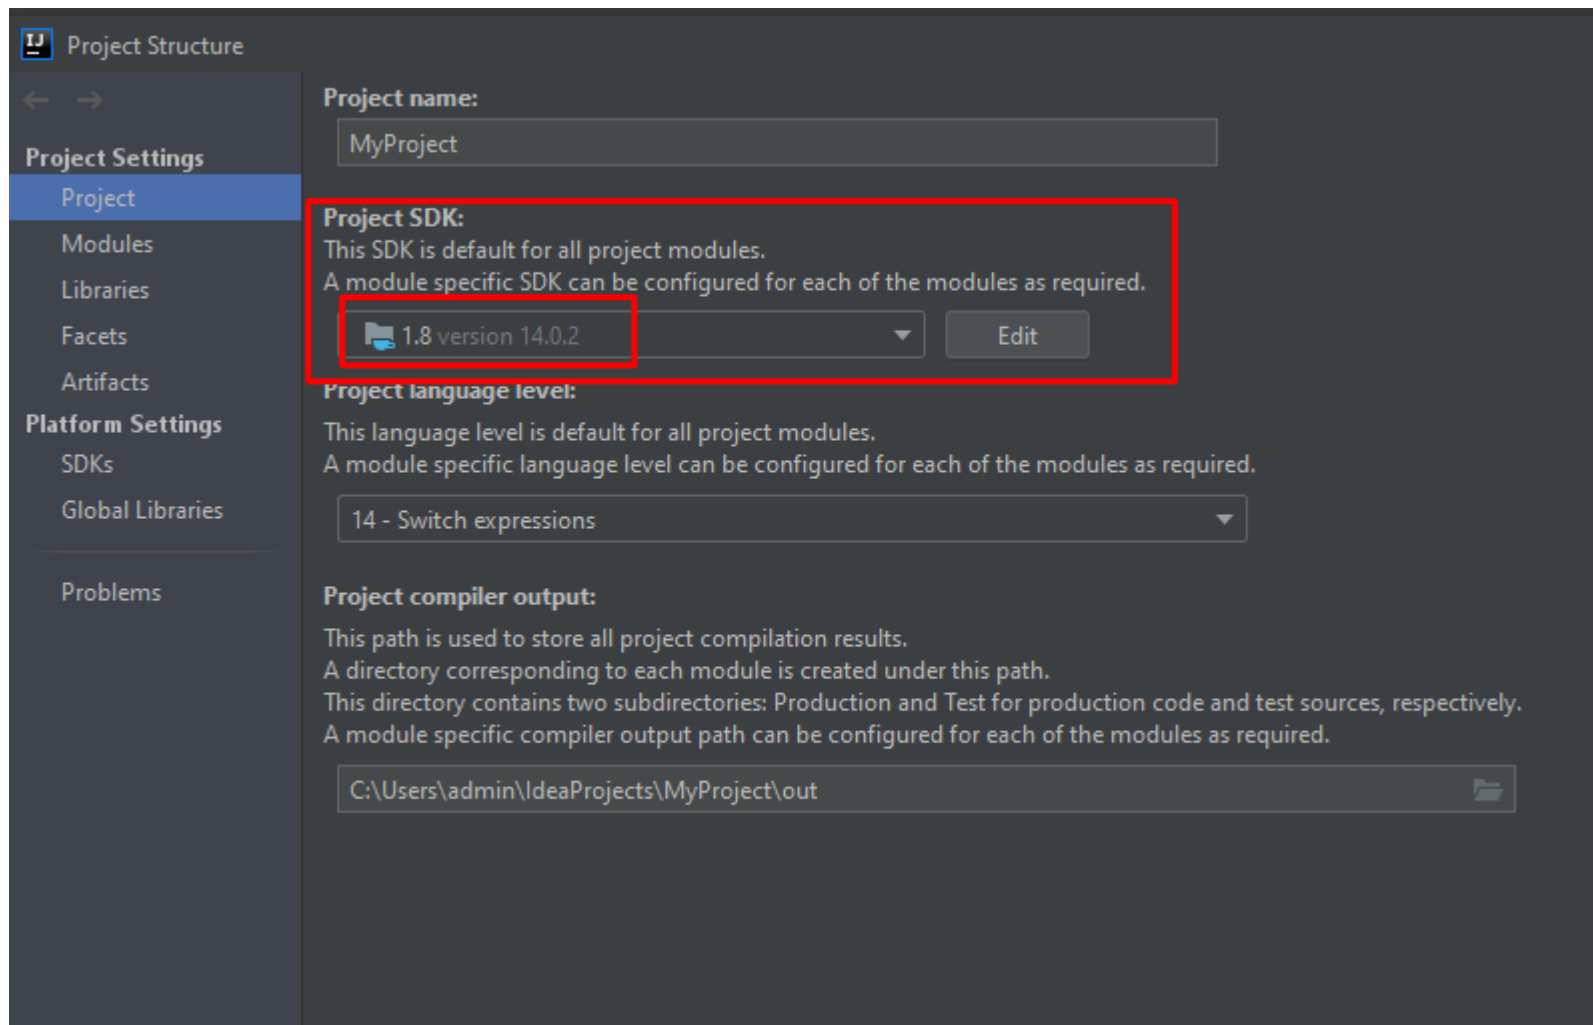 IJ
Project Structure
Project Settings
Project
Modules
Libraries
Facets
Artifacts
Platform Settings
SDKs
Global Libraries
Problems
Project name:
MyProject
Project SDK:
This SDK is default for all project modules.
A module specific SDK can be configured for each of the modules as required.
1.8 version 14.0.2
Edit
Project language level:
This language level is default for all project modules.
A module specific language level can be configured for each of the modules as required.
14 - Switch expressions
Project compiler output:
This path is used to store all project compilation results.
A directory corresponding to each module is created under this path.
This directory contains two subdirectories: Production and Test for production code and test sources, respectively.
A module specific compiler output path can be configured for each of the modules as required.
C:\Users\admin\IdeaProjects\MyProject\out